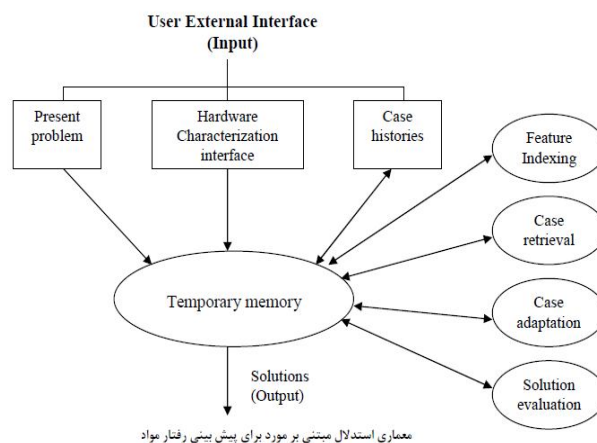 User External Interface
(Input)
Present
problem
Hardware
Characterization
interface
Case
histories
Feature
Indexing
Case
retrieval
Temporary memory
Case
adaptation
Solutions
(Output)
Solution
evaluation
معماری استدلال مبتنی بر مورد برای پیش بینی رفتار مواد